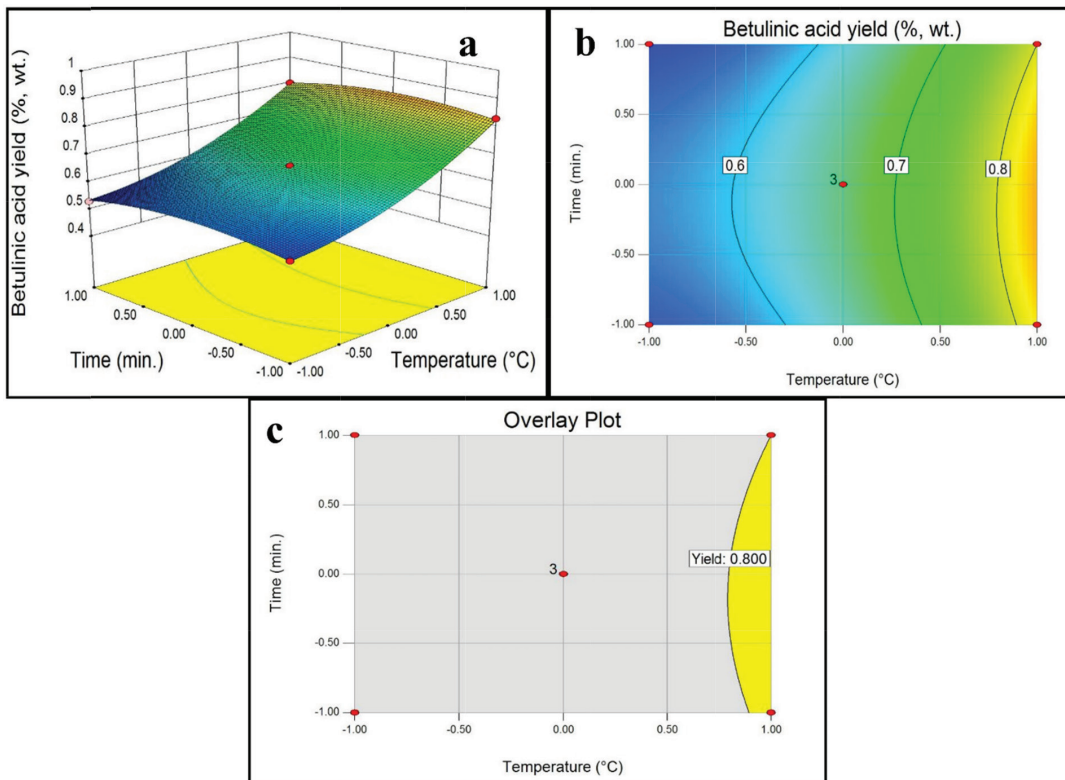 a
Betulinic acid yield (%, wt.)
1
0.9
0.8
0.7
0.6
0.5
0.4
1.00
0.50
0.00
-0.50
-1.00
Time (min.)
-1.00
-0.50
0.00
0.50
1.00
Temperature (°C)
b
Betulinic acid yield (%, wt.)
Time (min.)
1.00
0.50
0.00
-0.50
-1.00
0.6
3
0.7
0.8
-1.00 -0.50 0.00 0.50 1.00
Temperature (°C)
c
Overlay Plot
Time (min.)
1.00
0.50
0.00
-0.50
-1.00
3
Yield: 0.800
-1.00 -0.50 0.00 0.50 1.00
Temperature (°C)